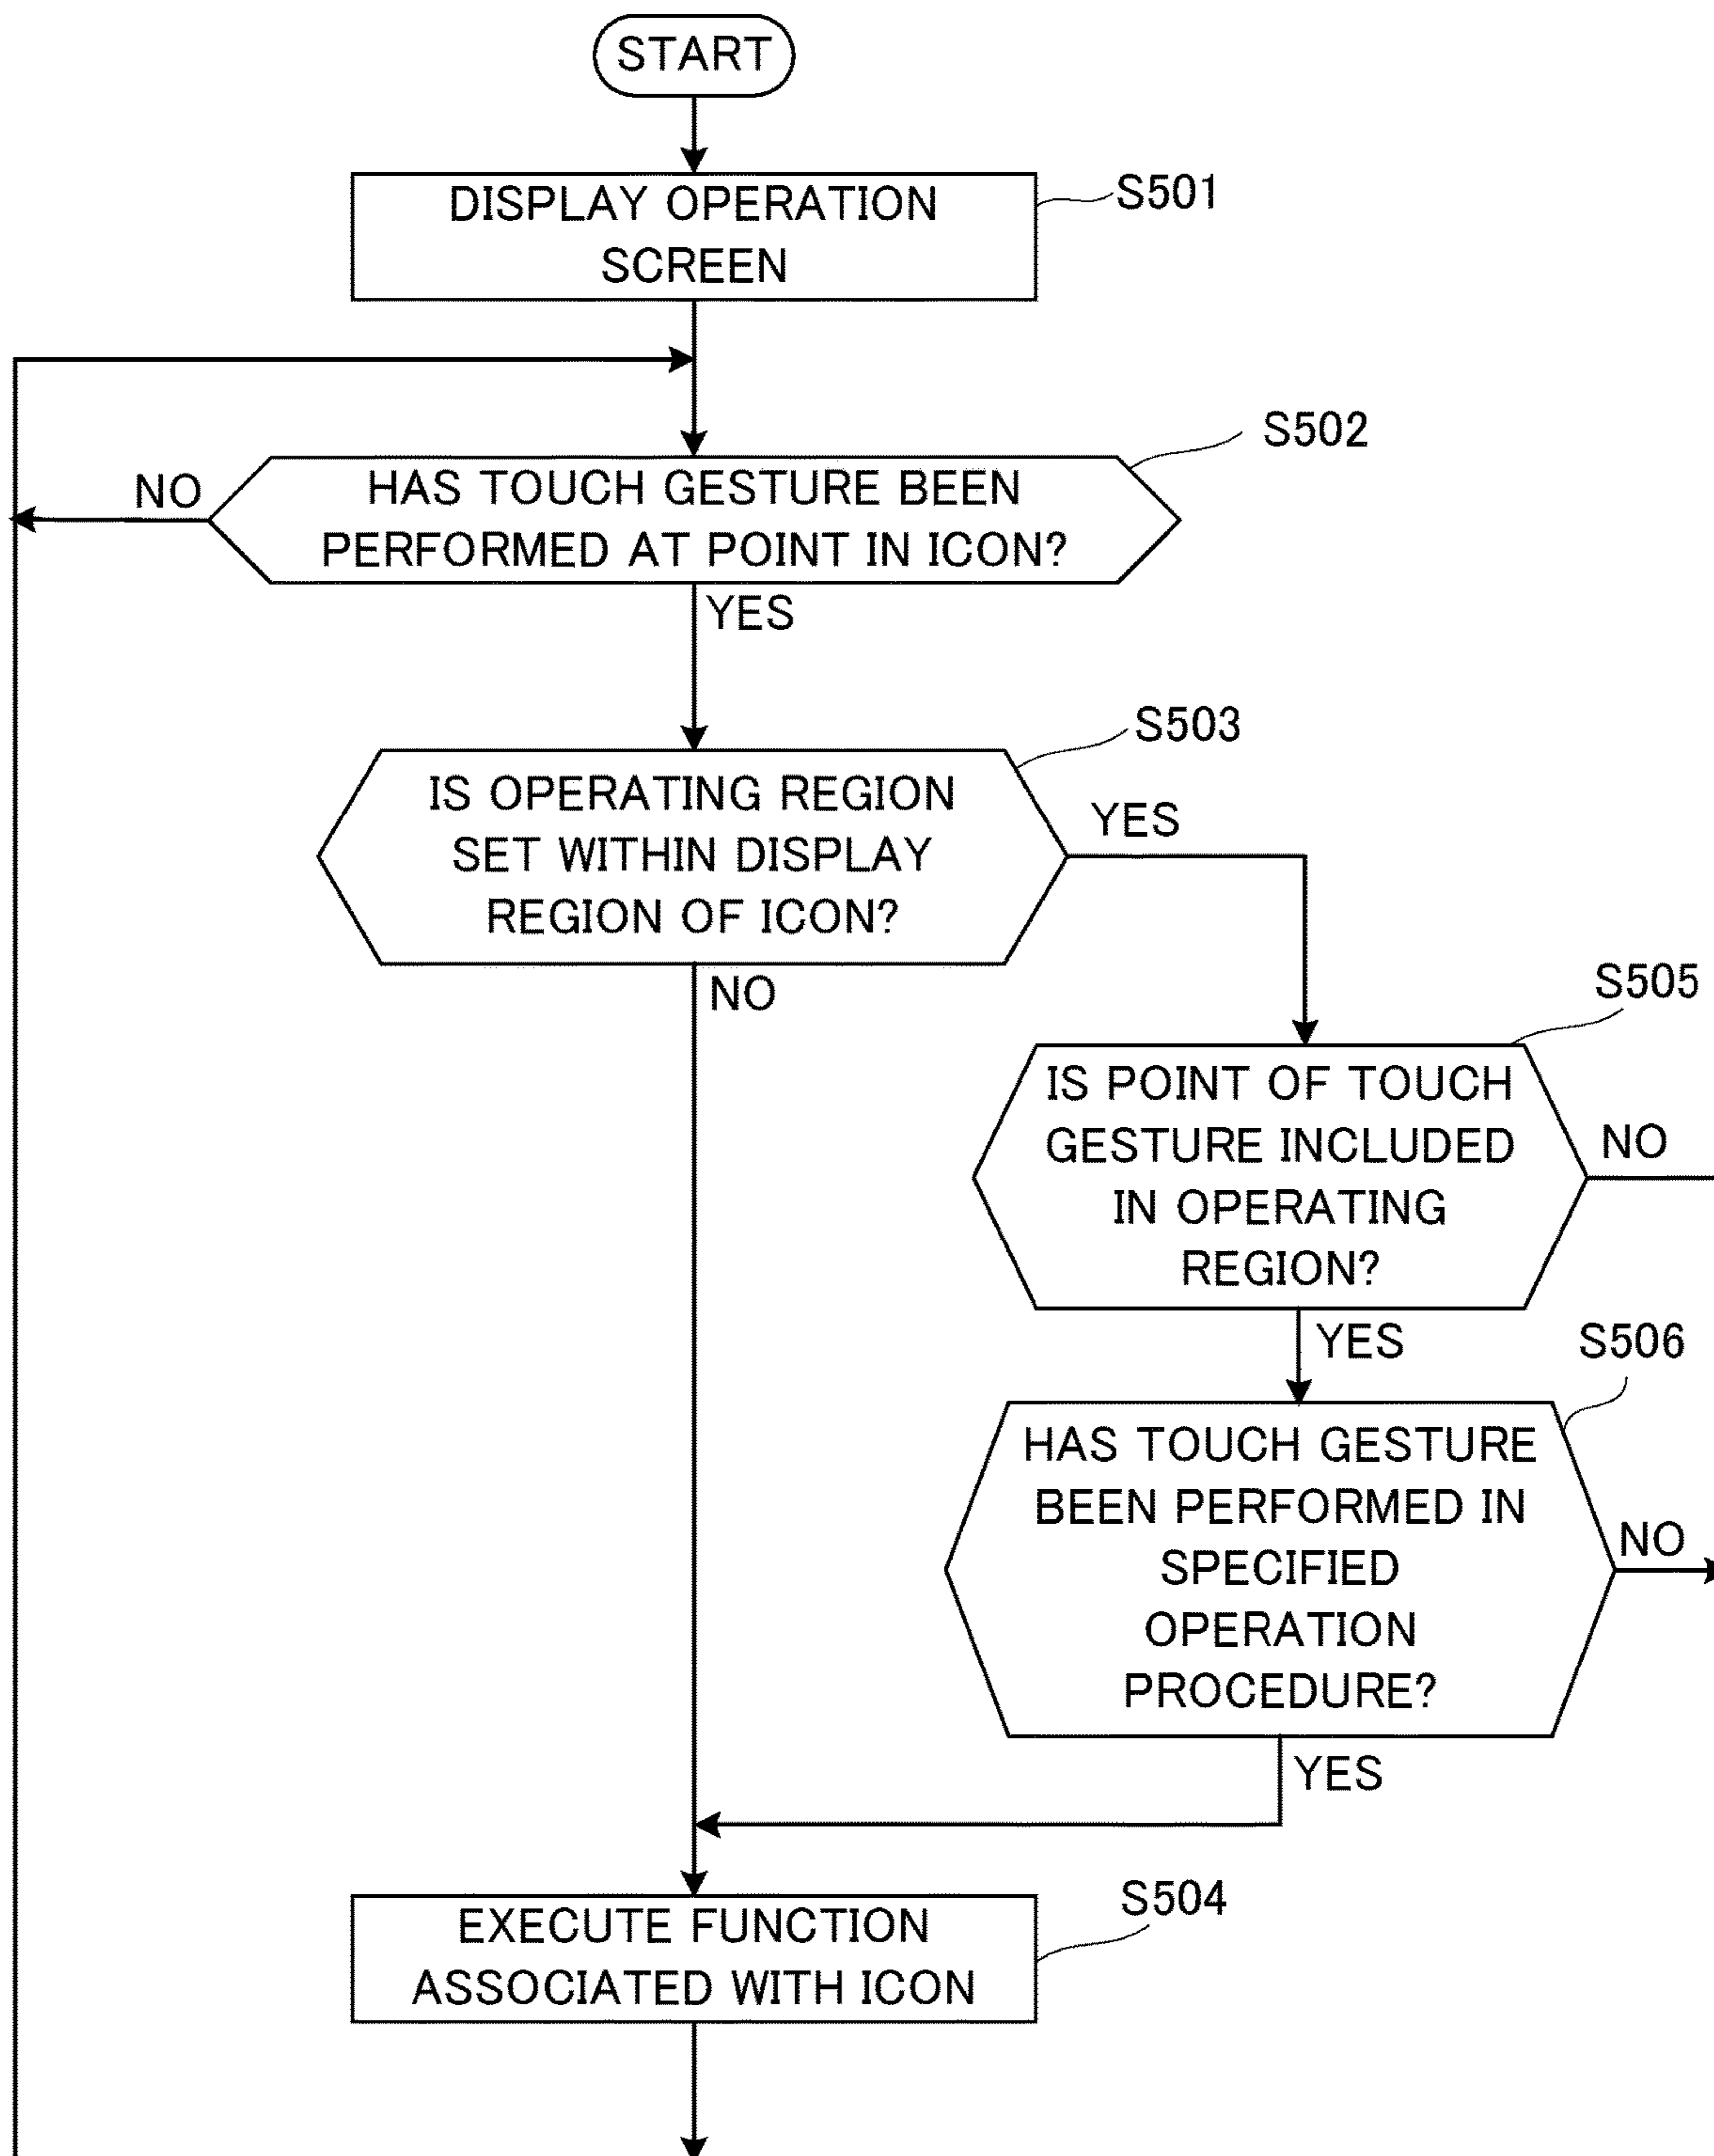 START
DISPLAY OPERATION
SCREEN
S501
S502
NO
HAS TOUCH GESTURE BEEN
PERFORMED AT POINT IN ICON?
YES
S503
IS OPERATING REGION
SET WITHIN DISPLAY
REGION OF ICON?
YES
NO
S505
IS POINT OF TOUCH
GESTURE INCLUDED
IN OPERATING
REGION?
NO
YES
S506
HAS TOUCH GESTURE
BEEN PERFORMED IN
SPECIFIED
OPERATION
PROCEDURE?
NO
YES
S504
EXECUTE FUNCTION
ASSOCIATED WITH ICON